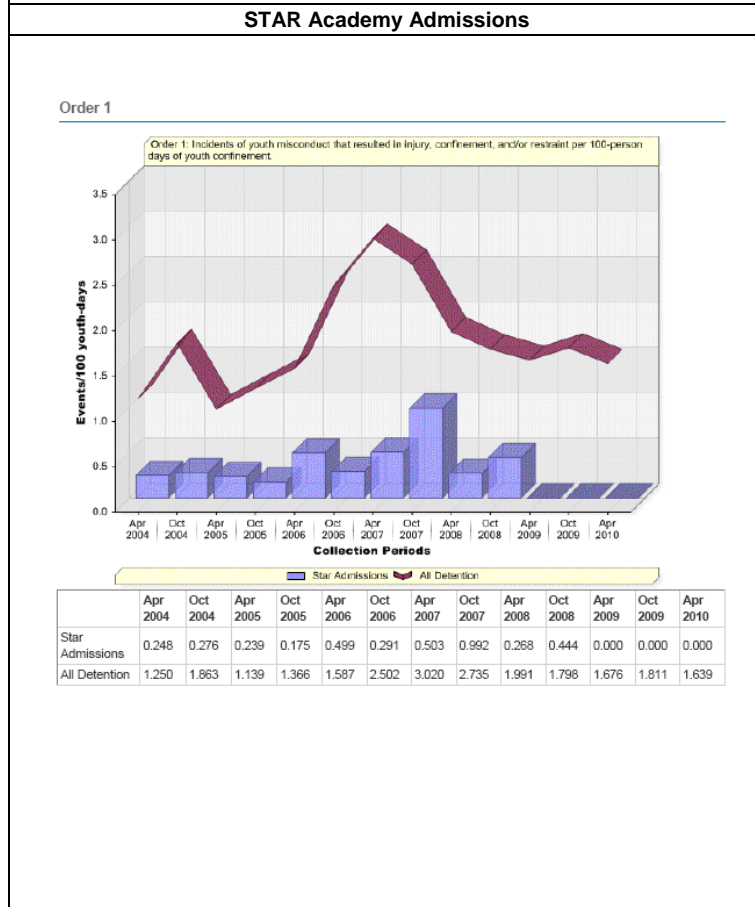 STAR Academy Admissions
Order 1
Order 1: Incidents of youth misconduct that resulted in injury, confinement, and/or restraint per 100-person
days of youth confinement.
3.5
3.0
2.5
2.0
1.5
1.0
0.5
0.0
Events/100 youth-days
Apr Oct Apr Oct Apr Oct Apr Oct Apr Oct Apr Oct Apr
2004 2004 2005 2005 2006 2006 2007 2007 2008 2008 2009 2009 2010
Collection Periods
Star Admissions All Detention
Apr Oct Apr Oct Apr Oct Apr Oct Apr Oct Apr Oct Apr
2004 2004 2005 2005 2006 2006 2007 2007 2008 2008 2009 2009 2010
Star
Admissions 0.248 0.276 0.239 0.175 0.499 0.291 0.503 0.992 0.268 0.444 0.000 0.000 0.000
All Detention 1.250 1.863 1.139 1.366 1.587 2.502 3.020 2.735 1.991 1.798 1.676 1.811 1.639